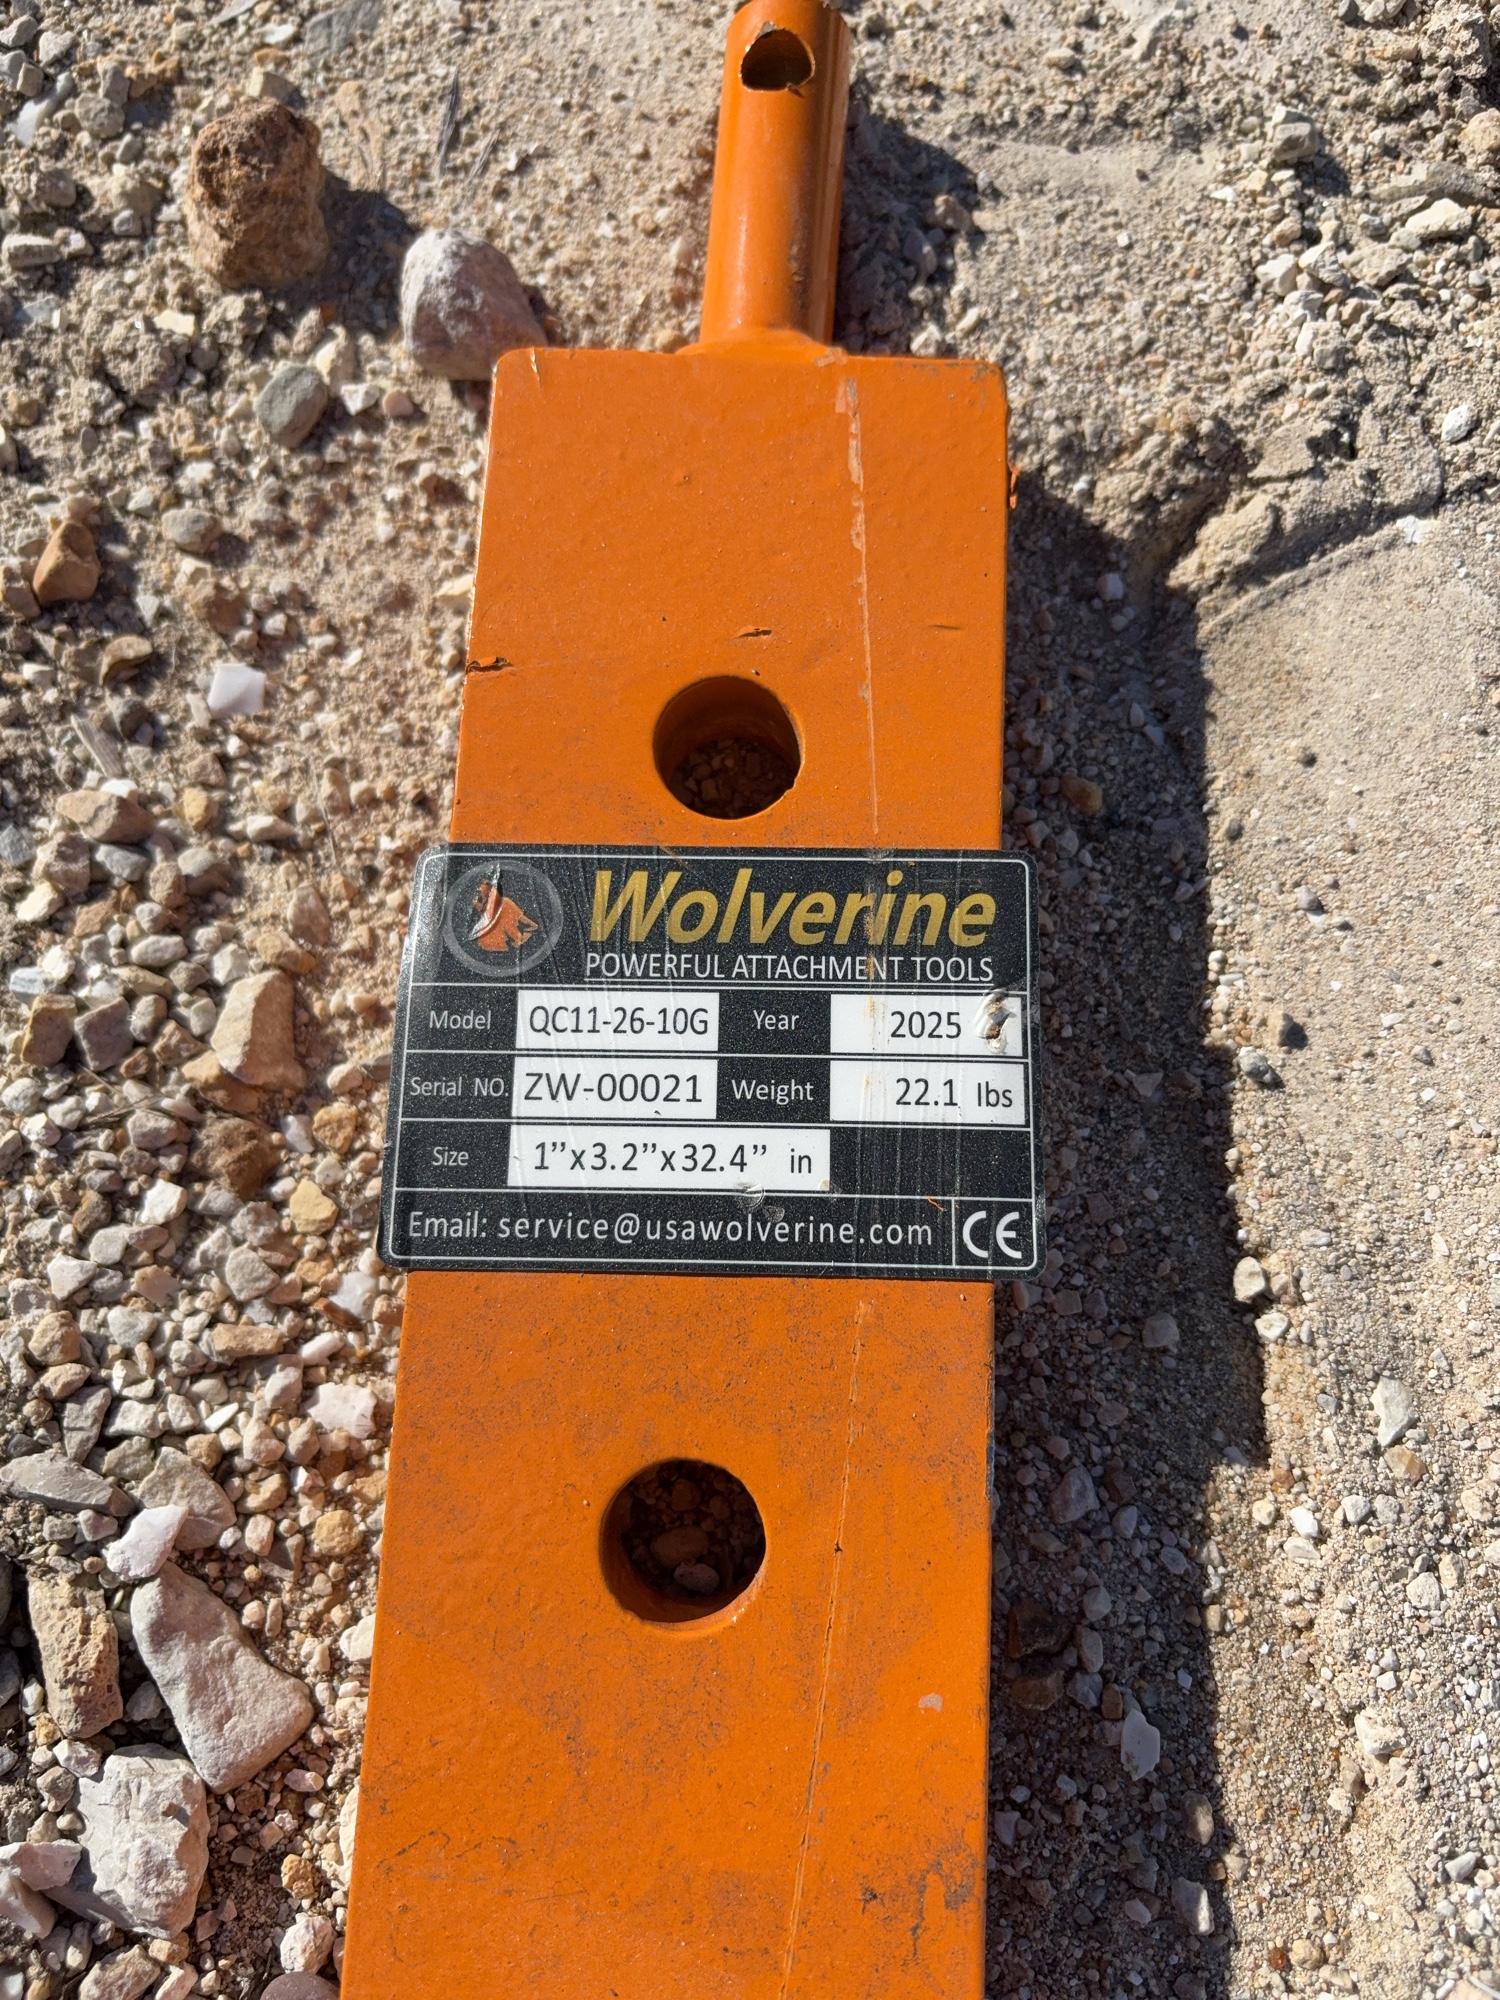 Wolverine
POWERFUL ATTACHMENT TOOLS
Model QC11-26-10G Year 2025
Serial NO. ZW-00021 Weight 22.1 lbs
Size 1”x3.2”x32.4” in
Email: service@usawolverine.com CE